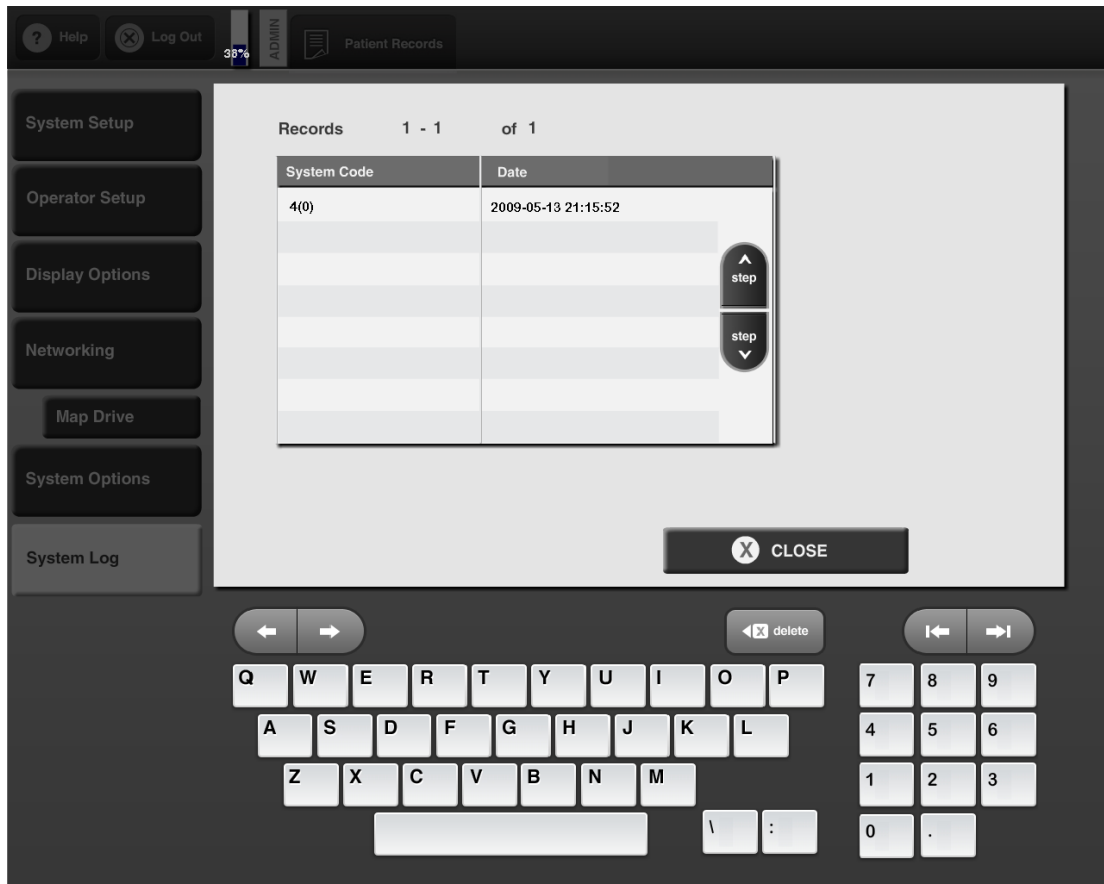 ? Help
X Log Out
38%
ADMIN
Patient Records
System Setup
Operator Setup
Display Options
Networking
Map Drive
System Options
System Log
Records 1 - 1 of 1
System Code Date
4(0) 2009-05-13 21:15:52
step
step
X CLOSE
X delete
Q W E R T Y U I O P
7 8 9
A S D F G H J K L
4 5 6
Z X C V B N M
1 2 3
\ :
0 .